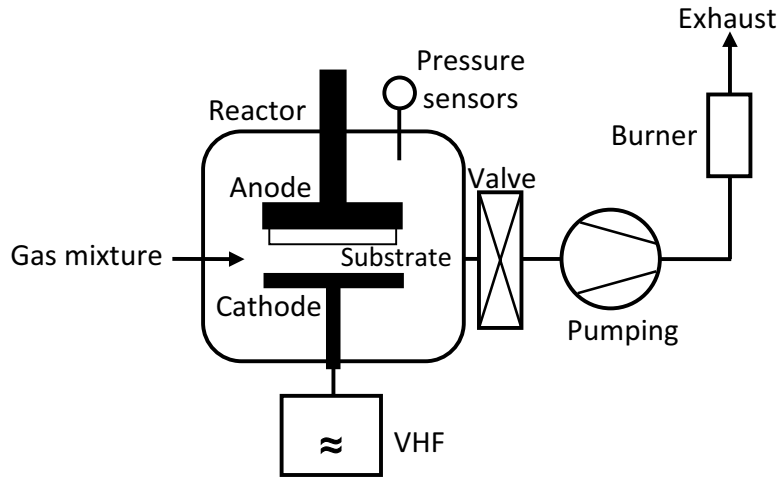 Exhaust
Pressure
sensors
Reactor
Burner
Anode
Valve
Gas mixture
Substrate
Cathode
Pumping
≈
VHF